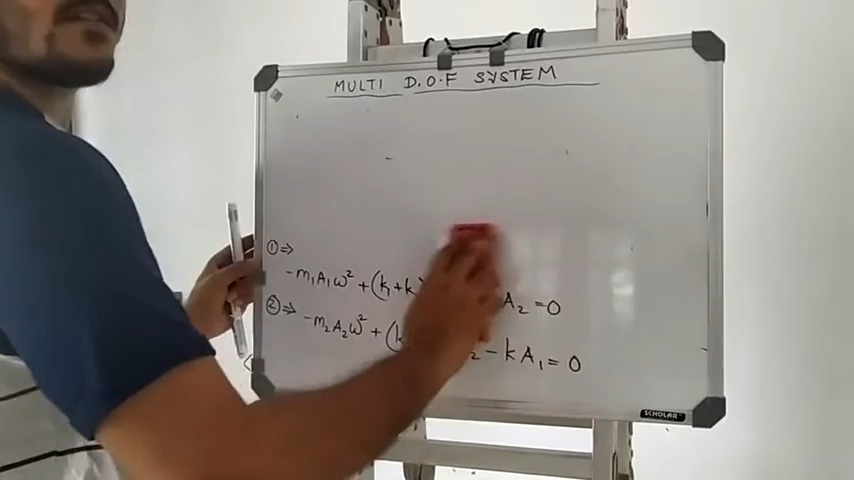 MULTI D.O.F SYSTEM
①⇒
-m₁A₁ω²+(k₁+k A₂=0
②⇒ -m₂A₂ω²+(k ₂-kA₁=0
SCHOLAR